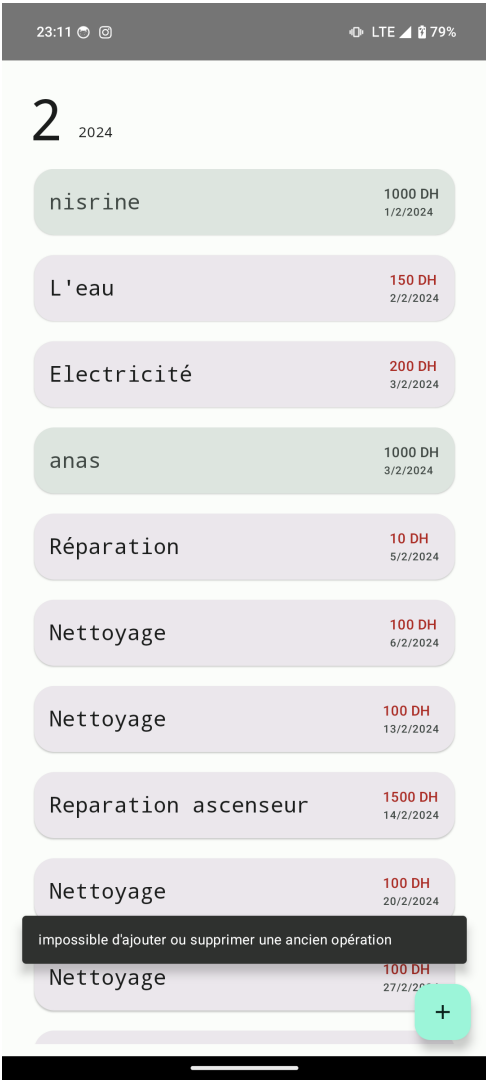 23:11 LTE 79%
2 2024
nisrine 1000 DH
1/2/2024
L'eau 150 DH
2/2/2024
Electricité 200 DH
3/2/2024
anas 1000 DH
3/2/2024
Réparation 10 DH
5/2/2024
Nettoyage 100 DH
6/2/2024
Nettoyage 100 DH
13/2/2024
Reparation ascenseur 1500 DH
14/2/2024
Nettoyage 100 DH
20/2/2024
impossible d'ajouter ou supprimer une ancien opération
Nettoyage 100 DH
+